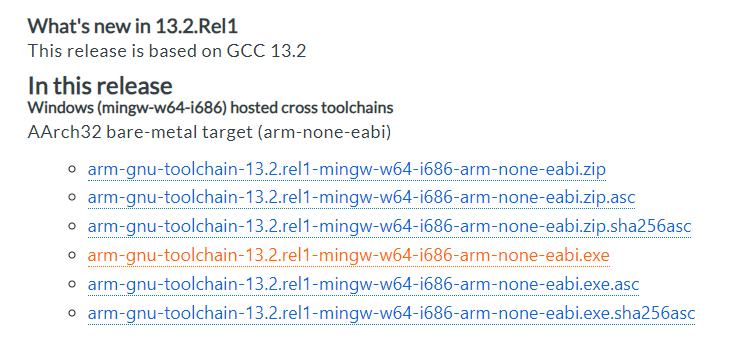 What's new in 13.2.Rel1
This release is based on GCC 13.2
In this release
Windows (mingw-w64-i686) hosted cross toolchains
AArch32 bare-metal target (arm-none-eabi)
arm-gnu-toolchain-13.2.rel1-mingw-w64-i686-arm-none-eabi.zip
arm-gnu-toolchain-13.2.rel1-mingw-w64-i686-arm-none-eabi.zip.asc
arm-gnu-toolchain-13.2.rel1-mingw-w64-i686-arm-none-eabi.zip.sha256asc
arm-gnu-toolchain-13.2.rel1-mingw-w64-i686-arm-none-eabi.exe
arm-gnu-toolchain-13.2.rel1-mingw-w64-i686-arm-none-eabi.exe.asc
arm-gnu-toolchain-13.2.rel1-mingw-w64-i686-arm-none-eabi.exe.sha256asc